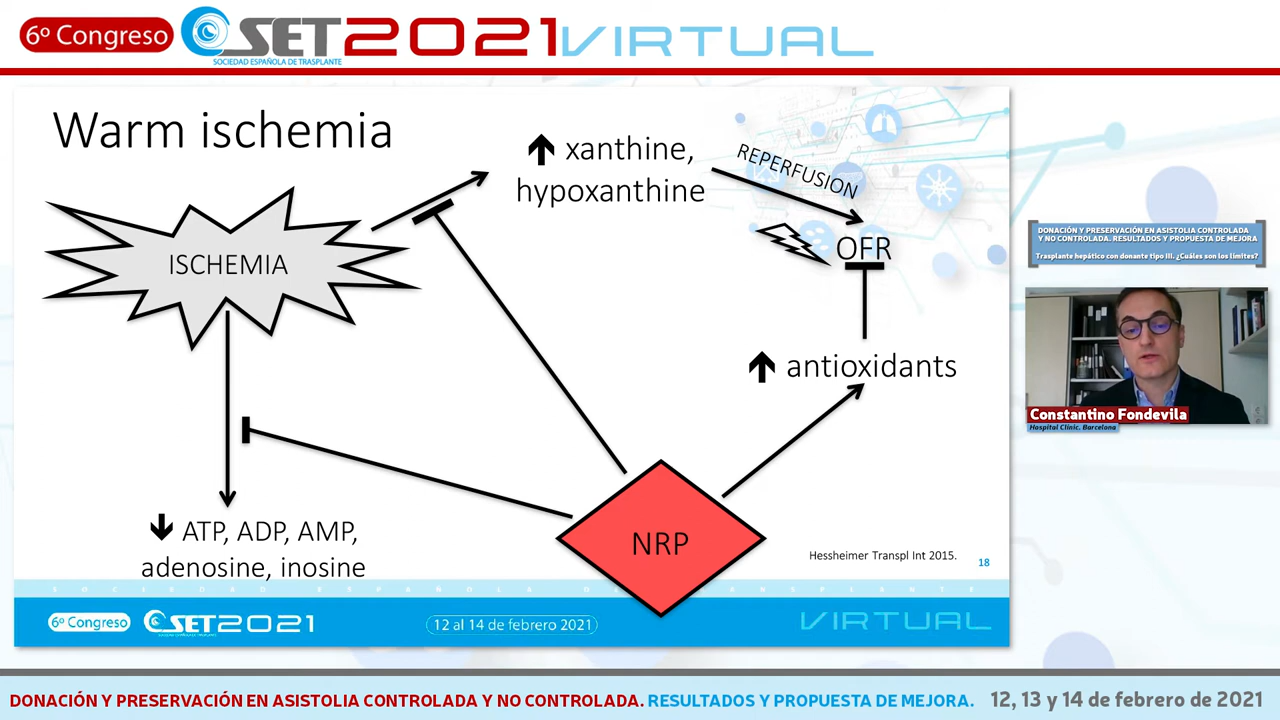 6º Congreso
SET2021 VIRTUAL
SOCIEDAD ESPAÑOLA DE TRASPLANTE
Warm ischemia
xanthine,
hypoxanthine
REPERFUSION
OFR
ISCHEMIA
antioxidants
NRP
ATP, ADP, AMP,
adenosine, inosine
Hessheimer Transpl Int 2015.
18
6º Congreso
SET2021
12 al 14 de febrero 2021
VIRTUAL
DONACIÓN Y PRESERVACIÓN EN ASISTOLIA CONTROLADA
Y NO CONTROLADA. RESULTADOS Y PROPUESTA DE MEJORA
Trasplante hepático con donante tipo III. ¿Cuáles son los límites?
Constantino Fondevila
Hospital Clínic. Barcelona
DONACIÓN Y PRESERVACIÓN EN ASISTOLIA CONTROLADA Y NO CONTROLADA. RESULTADOS Y PROPUESTA DE MEJORA. 12, 13 y 14 de febrero de 2021